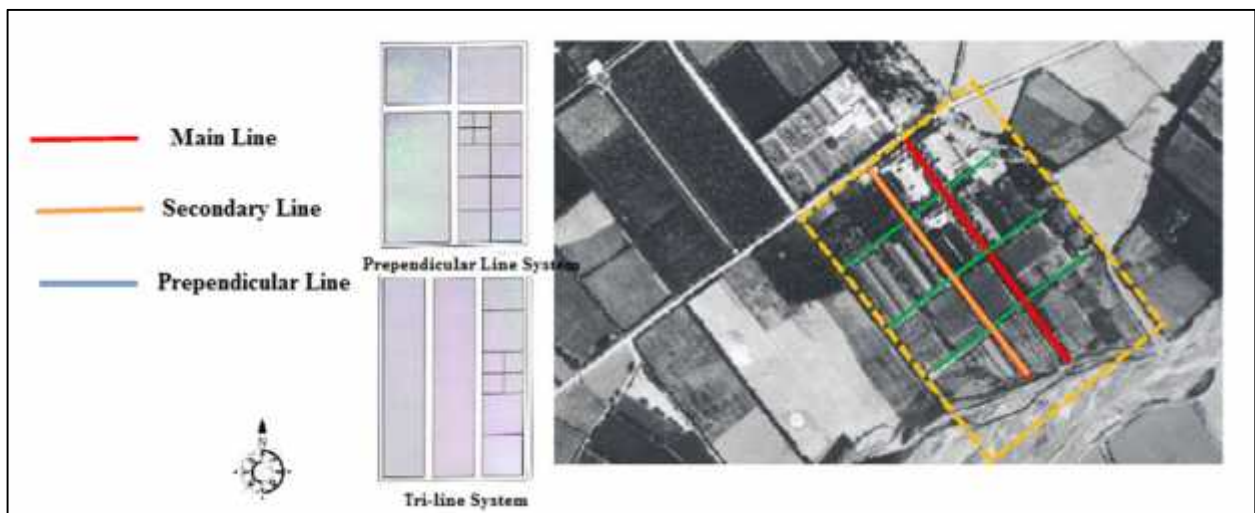 Main Line
Secondary Line
Prependicular Line
Prependicular Line System
Tri-line System
N